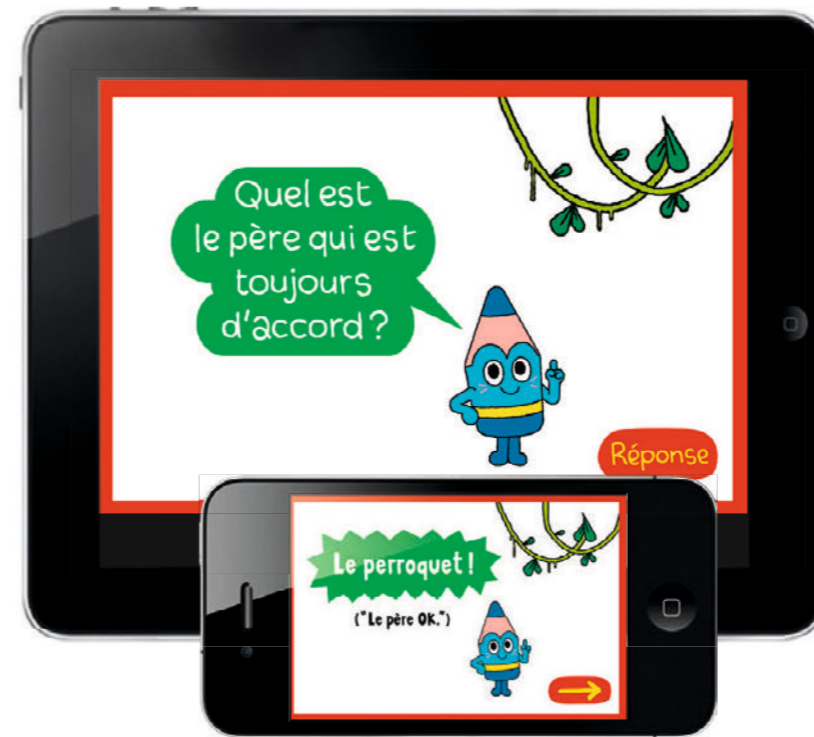 Quel est
le père qui est
toujours
d'accord ?
Réponse
Le perroquet !
("Le père OK.")